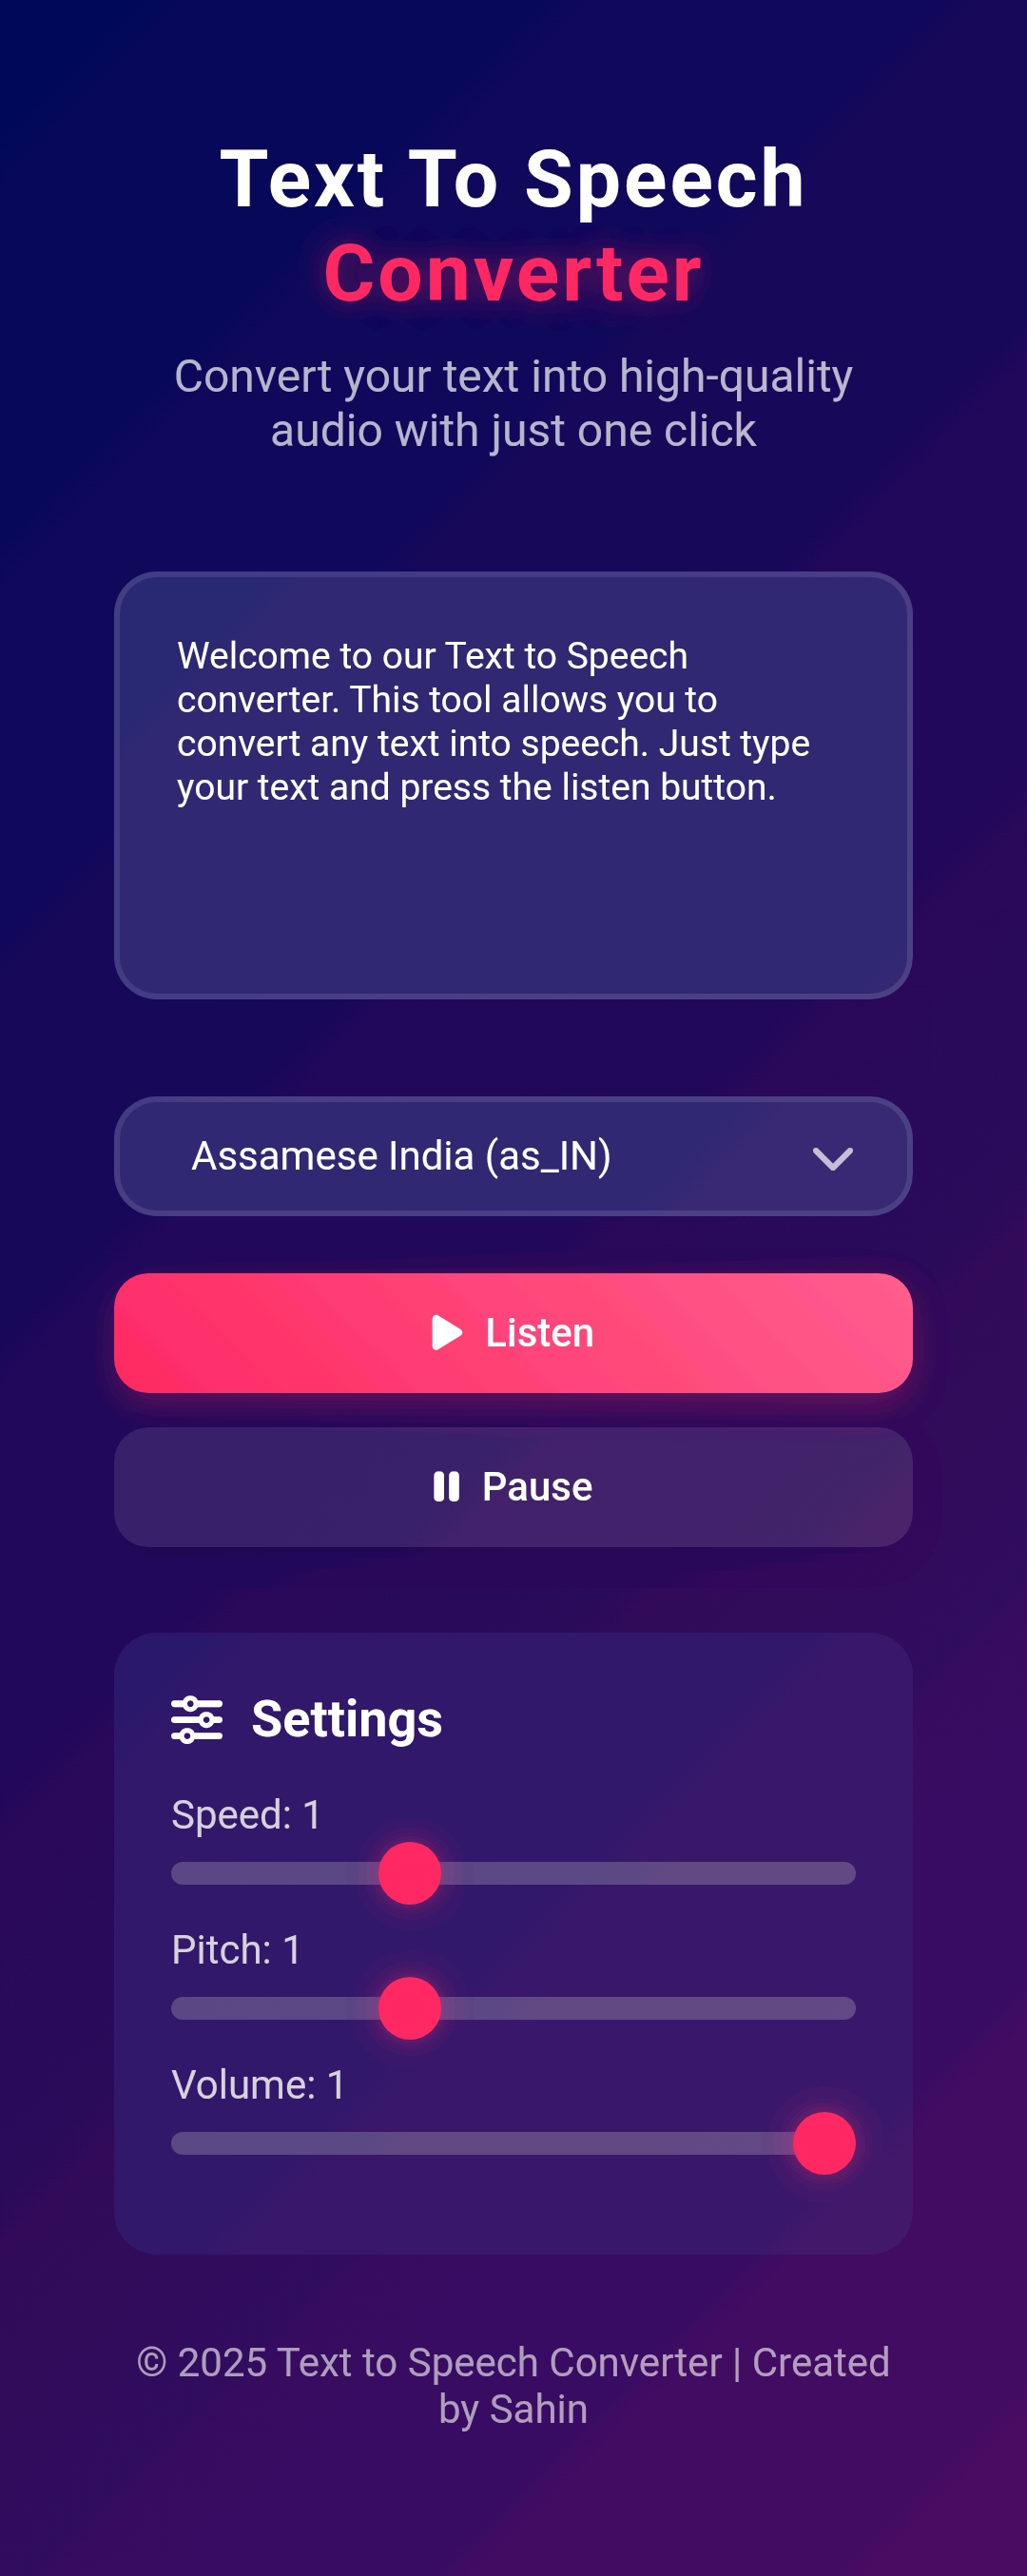 Text To Speech
Converter
Convert your text into high-quality
audio with just one click
Welcome to our Text to Speech
converter. This tool allows you to
convert any text into speech. Just type
your text and press the listen button.
Assamese India (as_IN)
Listen
Pause
Settings
Speed: 1
Pitch: 1
Volume: 1
© 2025 Text to Speech Converter | Created
by Sahin